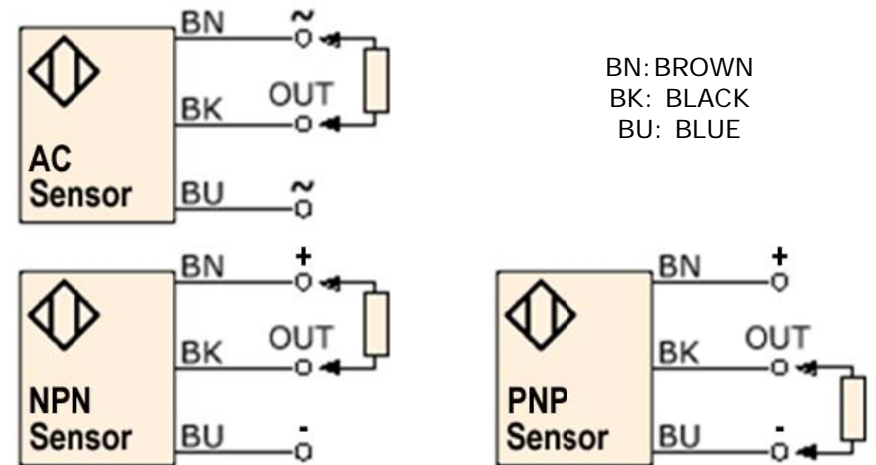 BN ~
BK OUT
BU ~
AC
Sensor
BN: BROWN
BK: BLACK
BU: BLUE
BN +
BK OUT
BU -
NPN
Sensor
BN +
BK OUT
BU -
PNP
Sensor